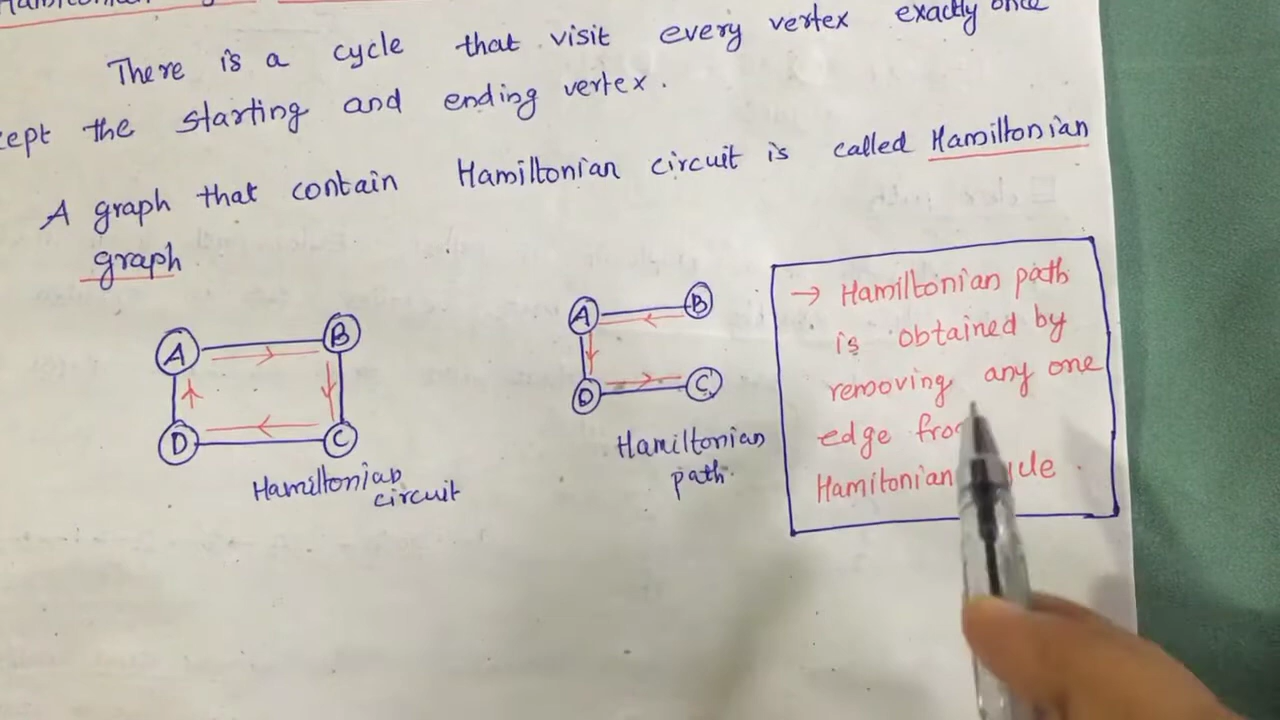 There is a cycle that visit every vertex exactly once
the starting and ending vertex.
A graph that contain Hamiltonian circuit is called Hamiltonian
graph
A B
D C
Hamiltonian
circuit
A B
D C
Hamiltonian
path.
→ Hamiltonian path
is obtained by
removing any one
edge
Hamitonian